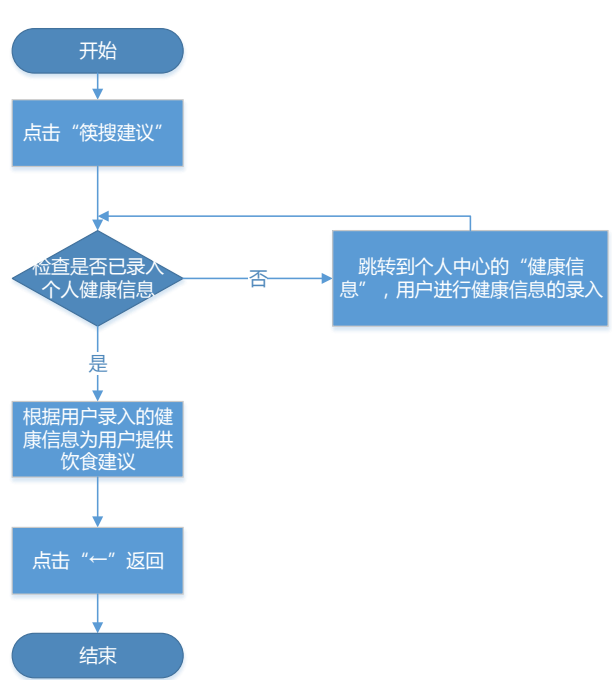 开始
点击“筷搜建议”
检查是否已录入
个人健康信息
否
跳转到个人中心的“健康信
息”，用户进行健康信息的录入
是
根据用户录入的健
康信息为用户提供
饮食建议
点击“←”返回
结束